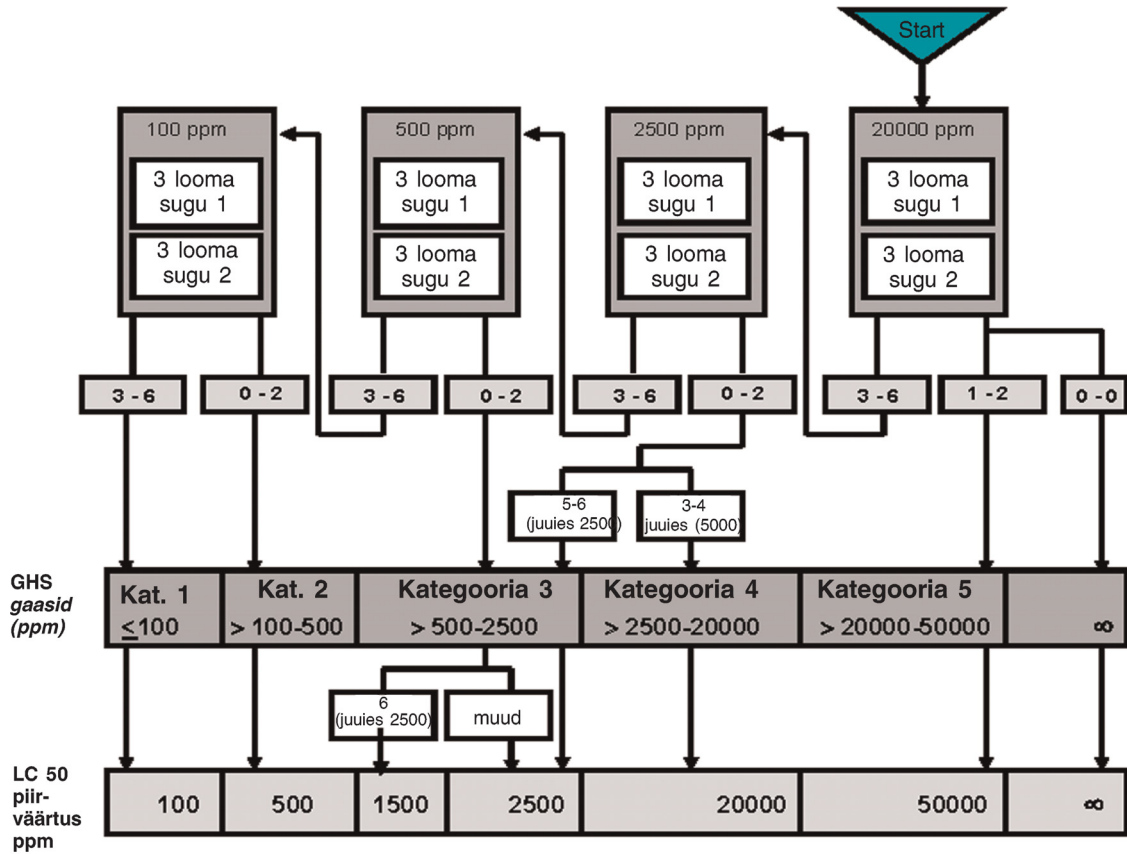 Start
100 ppm
500 ppm
2500 ppm
20000 ppm
3 looma
sugu 1
3 looma
sugu 1
3 looma
sugu 1
3 looma
sugu 1
3 looma
sugu 2
3 looma
sugu 2
3 looma
sugu 2
3 looma
sugu 2
3 - 6
0 - 2
3 - 6
0 - 2
3 - 6
0 - 2
3 - 6
1 - 2
0 - 0
5-6
(juuies 2500)
3-4
juuies (5000)
GHS
gaasid
(ppm)
Kat. 1
≤100
Kat. 2
> 100-500
Kategooria 3
> 500-2500
Kategooria 4
> 2500-20000
Kategooria 5
> 20000-50000
∞
6
(juuies 2500)
muud
LC 50
piir-
väärtus
ppm
100
500
1500
2500
20000
50000
∞